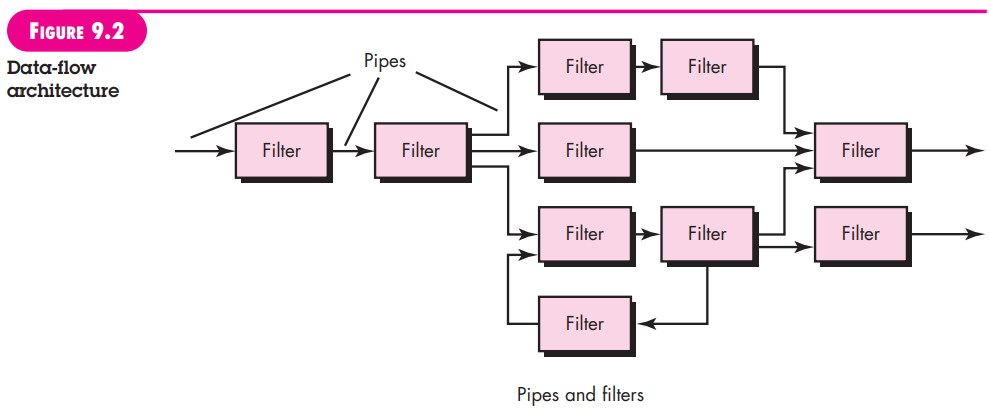 FIGURE 9.2
Data-flow
architecture
Pipes
Filter Filter
Filter Filter Filter Filter
Filter Filter Filter
Filter
Pipes and filters